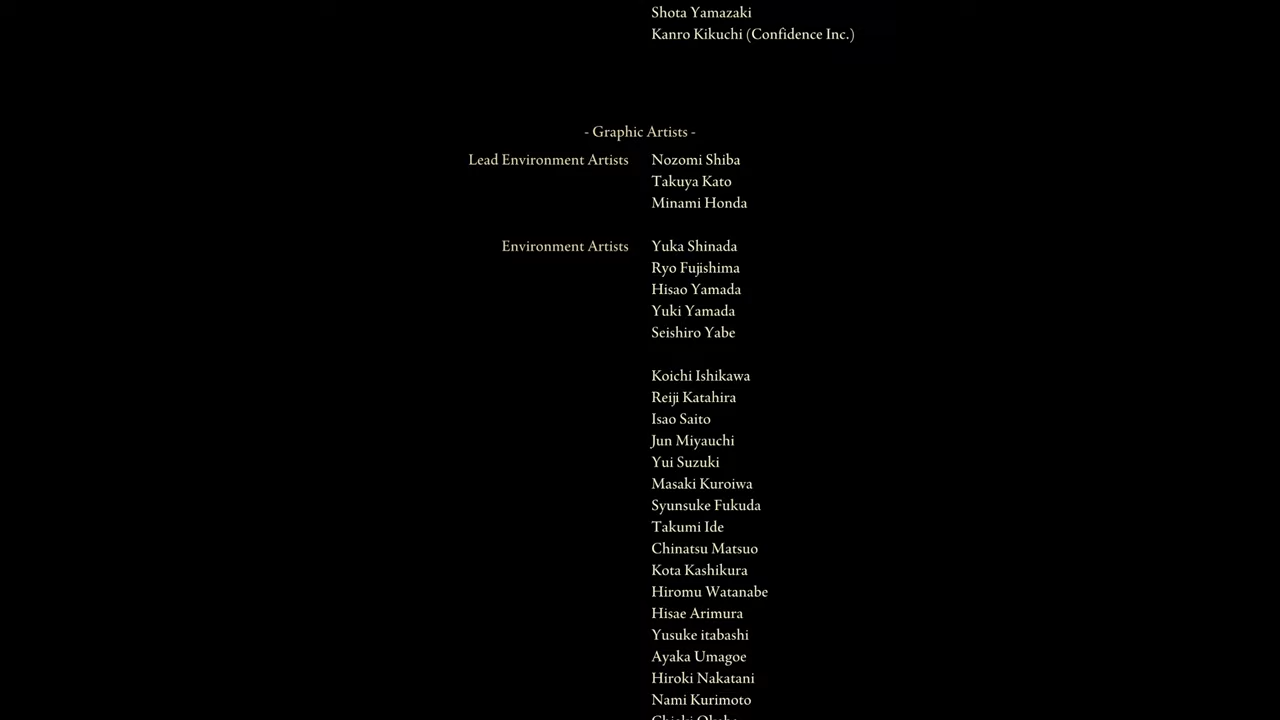 Shota Yamazaki
Kanro Kikuchi (Confidence Inc.)
- Graphic Artists -
Lead Environment Artists Nozomi Shiba
Takuya Kato
Minami Honda
Environment Artists Yuka Shinada
Ryo Fujishima
Hisao Yamada
Yuki Yamada
Seishiro Yabe
Koichi Ishikawa
Reiji Katahira
Isao Saito
Jun Miyauchi
Yui Suzuki
Masaki Kuroiwa
Syunsuke Fukuda
Takumi Ide
Chinatsu Matsuo
Kota Kashikura
Hiromu Watanabe
Hisae Arimura
Yusuke itabashi
Ayaka Umagoe
Hiroki Nakatani
Nami Kurimoto